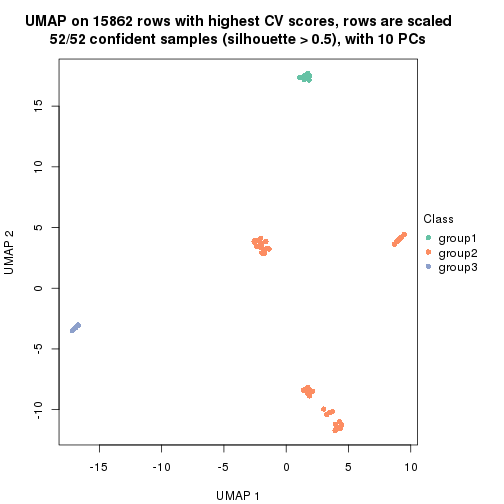 UMAP on 15862 rows with highest CV scores, rows are scaled
52/52 confident samples (silhouette > 0.5), with 10 PCs
15
10
5
0
-5
-10
UMAP 2
-15
-10
-5
0
5
10
UMAP 1
Class
group1
group2
group3